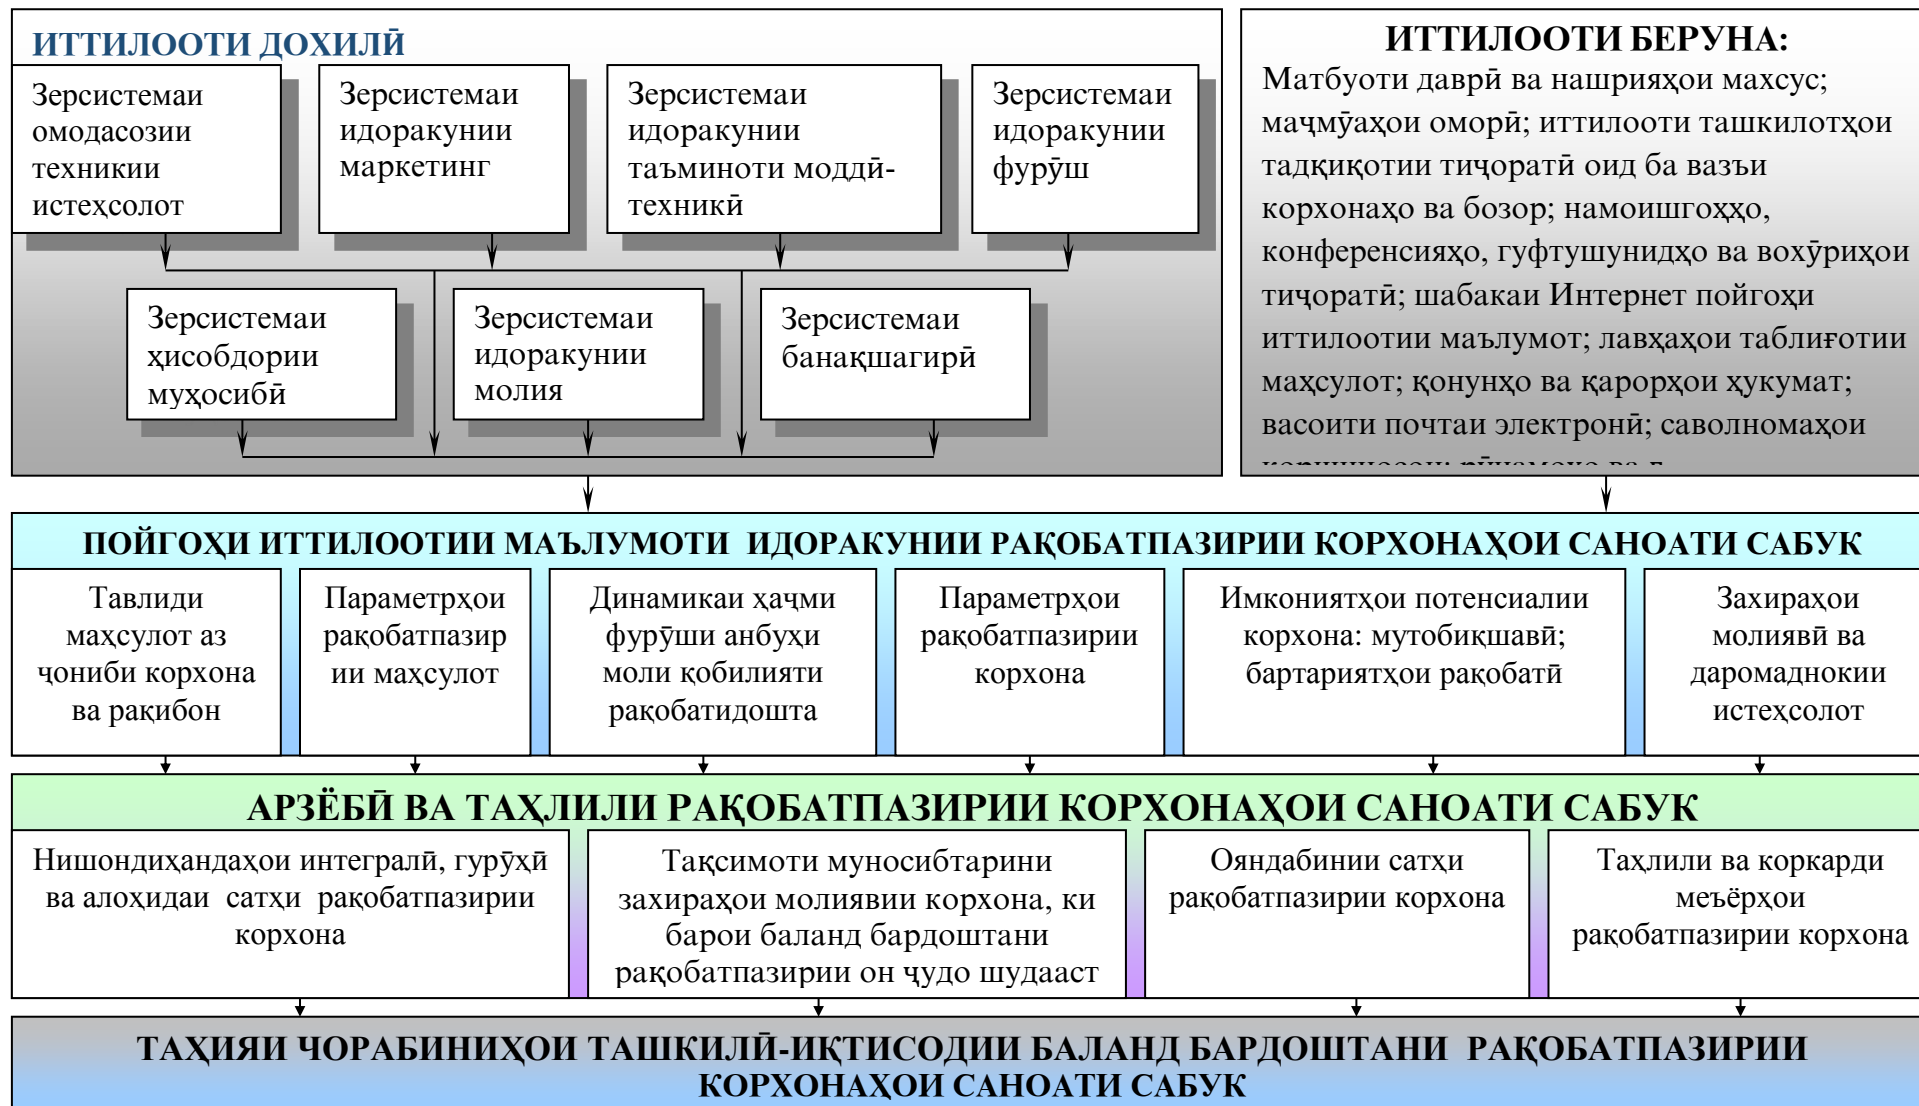 ИТТИЛООТИ ДОХИЛӢ
Зерсистемаи
омодасозии
техникии
истеҳсолот
Зерсистемаи
идоракунии
маркетинг
Зерсистемаи
идоракунии
таъминоти моддӣ-
техникӣ
Зерсистемаи
идоракунии
фурӯш
Зерсистемаи
ҳисобдории
муҳосибӣ
Зерсистемаи
идоракунии
молия
Зерсистемаи
банақшагирӣ
ИТТИЛООТИ БЕРУНА:
Матбуоти даврӣ ва нашрияҳои махсус;
маҷмӯаҳои оморӣ; иттилооти ташкилотҳои
тадқиқотии тиҷоратӣ оид ба вазъи
корхонаҳо ва бозор; намоишгоҳҳо,
конференсияҳо, гуфтушунидҳо ва вохӯриҳои
тиҷоратӣ; шабакаи Интернет пойгоҳи
иттилоотии маълумот; лавҳаҳои таблиғотии
маҳсулот; қонунҳо ва қарорҳои ҳукумат;
васоити почтаи электронӣ; саволномаҳои
ПОЙГОҲИ ИТТИЛООТИИ МАЪЛУМОТИ ИДОРАКУНИИ РАҚОБАТПАЗИРИИ КОРХОНАҲОИ САНОАТИ САБУК
Тавлиди
маҳсулот аз
ҷониби корхона
ва рақибон
Параметрҳои
рақобатпазир
ии маҳсулот
Динамикаи ҳаҷми
фурӯши анбуҳи
моли қобилияти
рақобатидошта
Параметрҳои
рақобатпазирии
корхона
Имкониятҳои потенсиалии
корхона: мутобиқшавӣ;
бартариятҳои рақобатӣ
Захираҳои
молиявӣ ва
даромаднокии
истеҳсолот
АРЗЁБӢ ВА ТАҲЛИЛИ РАҚОБАТПАЗИРИИ КОРХОНАҲОИ САНОАТИ САБУК
Нишондиҳандаҳои интегралӣ, гурӯҳӣ
ва алоҳидаи сатҳи рақобатпазирии
корхона
Тақсимоти муносибтарини
захираҳои молиявии корхона, ки
барои баланд бардоштани
рақобатпазирии он ҷудо шудааст
Ояндабинии сатҳи
рақобатпазирии корхона
Таҳлили ва коркарди
меъёрҳои
рақобатпазирии корхона
ТАҲИЯИ ЧОРАБИНИҲОИ ТАШКИЛӢ-ИҚТИСОДИИ БАЛАНД БАРДОШТАНИ РАҚОБАТПАЗИРИИ
КОРХОНАҲОИ САНОАТИ САБУК